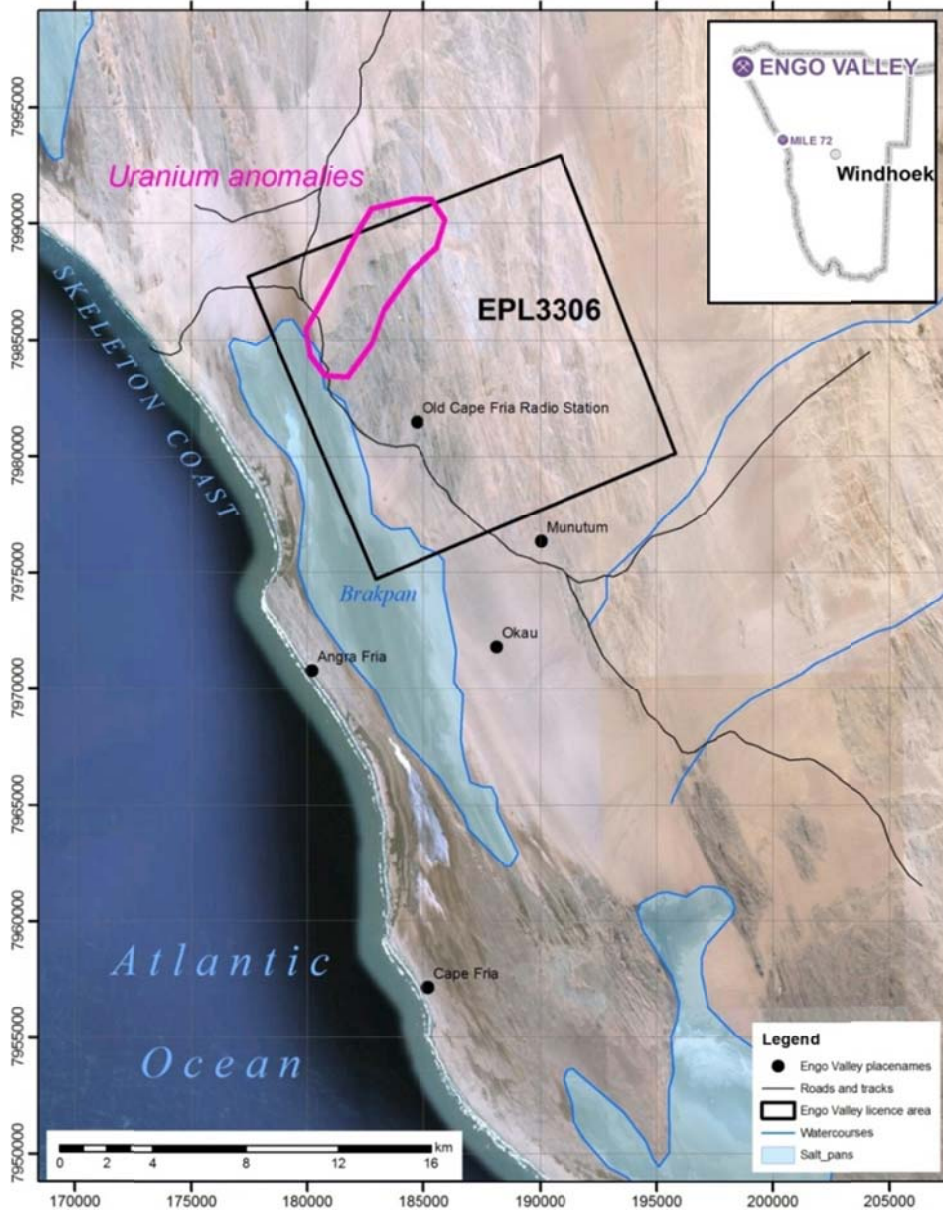 ENGO VALLEY
MILE 72
Windhoek
Uranium anomalies
EPL3306
SKELETON COAST
Old Cape Fria Radio Station
Munutum
Brakpan
Okau
Angra Fria
Cape Fria
Atlantic
Ocean
Legend
Engo Valley placenames
Roads and tracks
Engo Valley licence area
Watercourses
Salt_pans
km
0 2 4 8 12 16
7995000
7990000
7985000
7980000
7975000
7970000
7965000
7960000
7955000
7950000
170000 175000 180000 185000 190000 195000 200000 205000